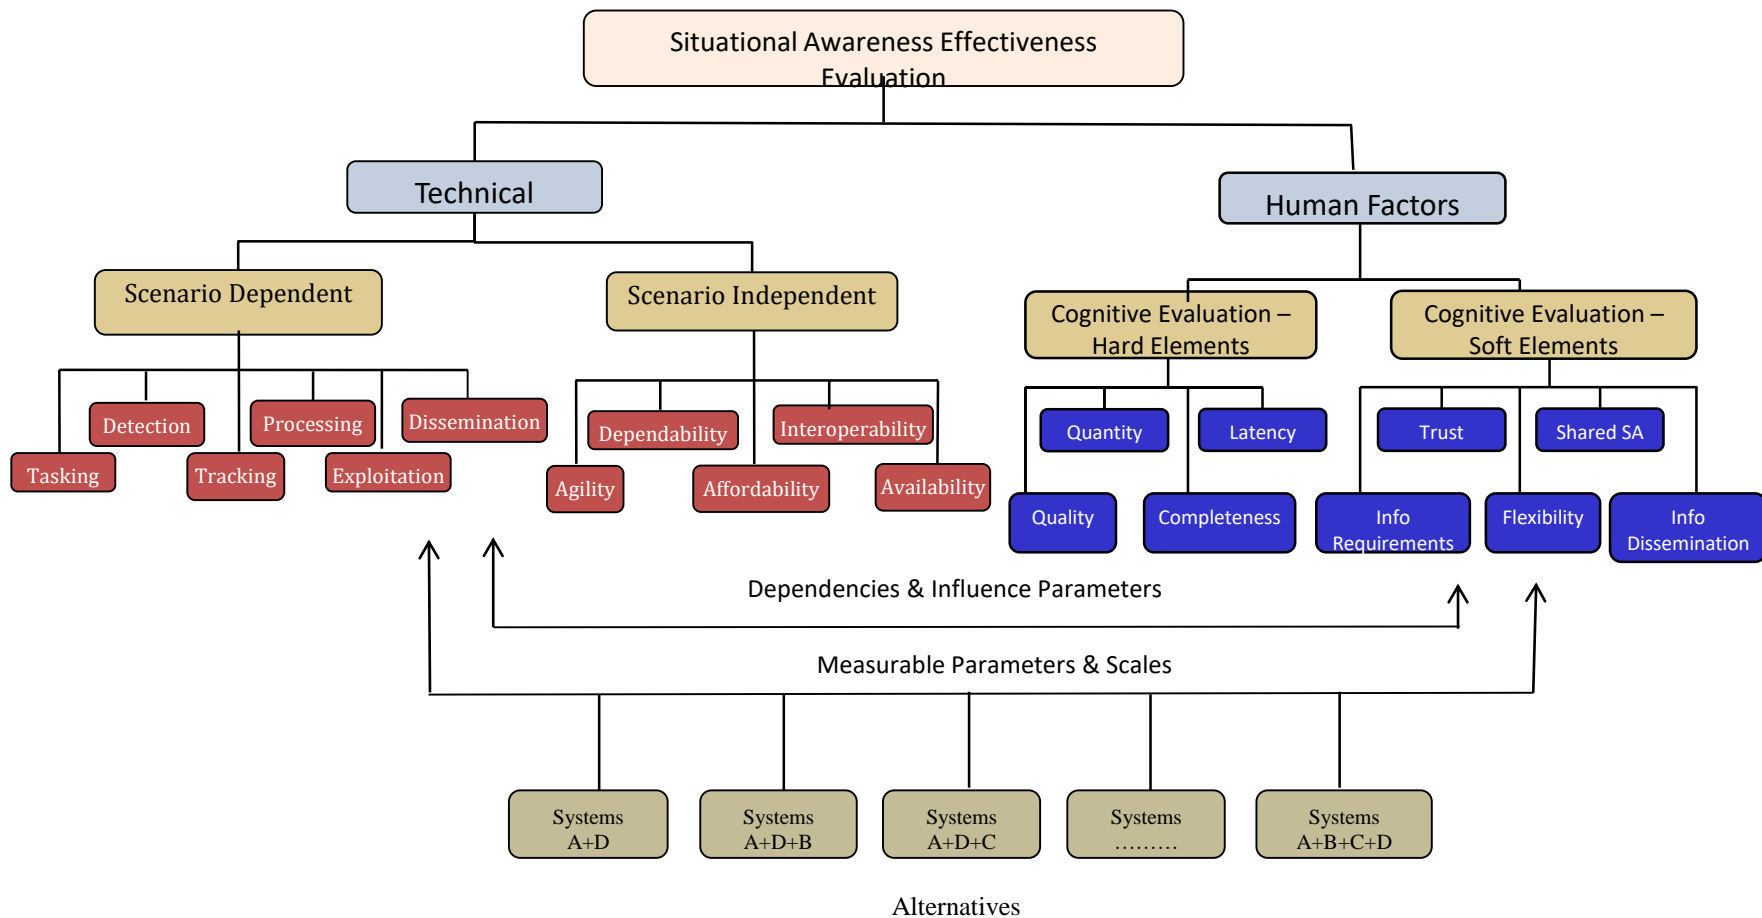 Situational Awareness Effectiveness
Evaluation
Technical
Human Factors
Scenario Dependent
Scenario Independent
Cognitive Evaluation –
Hard Elements
Cognitive Evaluation –
Soft Elements
Detection
Processing
Dissemination
Tasking
Tracking
Exploitation
Dependability
Interoperability
Agility
Affordability
Availability
Quantity
Latency
Quality
Completeness
Trust
Shared SA
Info
Requirements
Flexibility
Info
Dissemination
Dependencies & Influence Parameters
Measurable Parameters & Scales
Systems
A+D
Systems
A+D+B
Systems
A+D+C
Systems
………
Systems
A+B+C+D
Alternatives